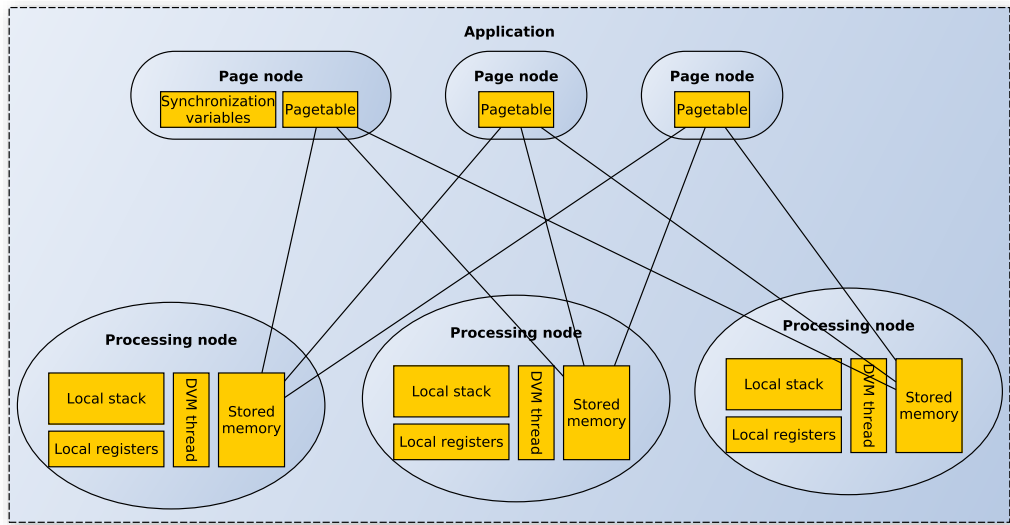 Application
Page node
Synchronization
variables
Pagetable
Page node
Pagetable
Page node
Pagetable
Processing node
Local stack
Local registers
DVM thread
Stored
memory
Processing node
Local stack
Local registers
DVM thread
Stored
memory
Processing node
Local stack
Local registers
DVM thread
Stored
memory